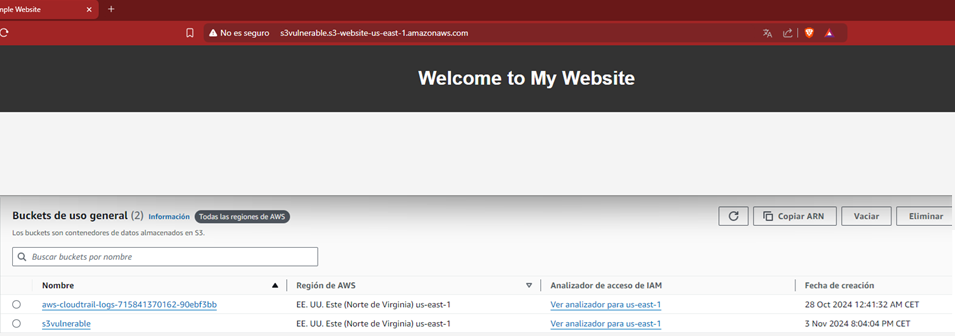 mple Website
No es seguro s3vulnerable.s3-website-us-east-1.amazonaws.com
Welcome to My Website
Buckets de uso general (2) Información Todas las regiones de AWS Copiar ARN Vaciar Eliminar
Los buckets son contenedores de datos almacenados en S3.
Buscar buckets por nombre
Nombre Región de AWS Analizador de acceso de IAM Fecha de creación
aws-cloudtrail-logs-715841370162-90ebf3bb EE. UU. Este (Norte de Virginia) us-east-1 Ver analizador para us-east-1 28 Oct 2024 12:41:32 AM CET
s3vulnerable EE. UU. Este (Norte de Virginia) us-east-1 Ver analizador para us-east-1 3 Nov 2024 8:04:04 PM CET